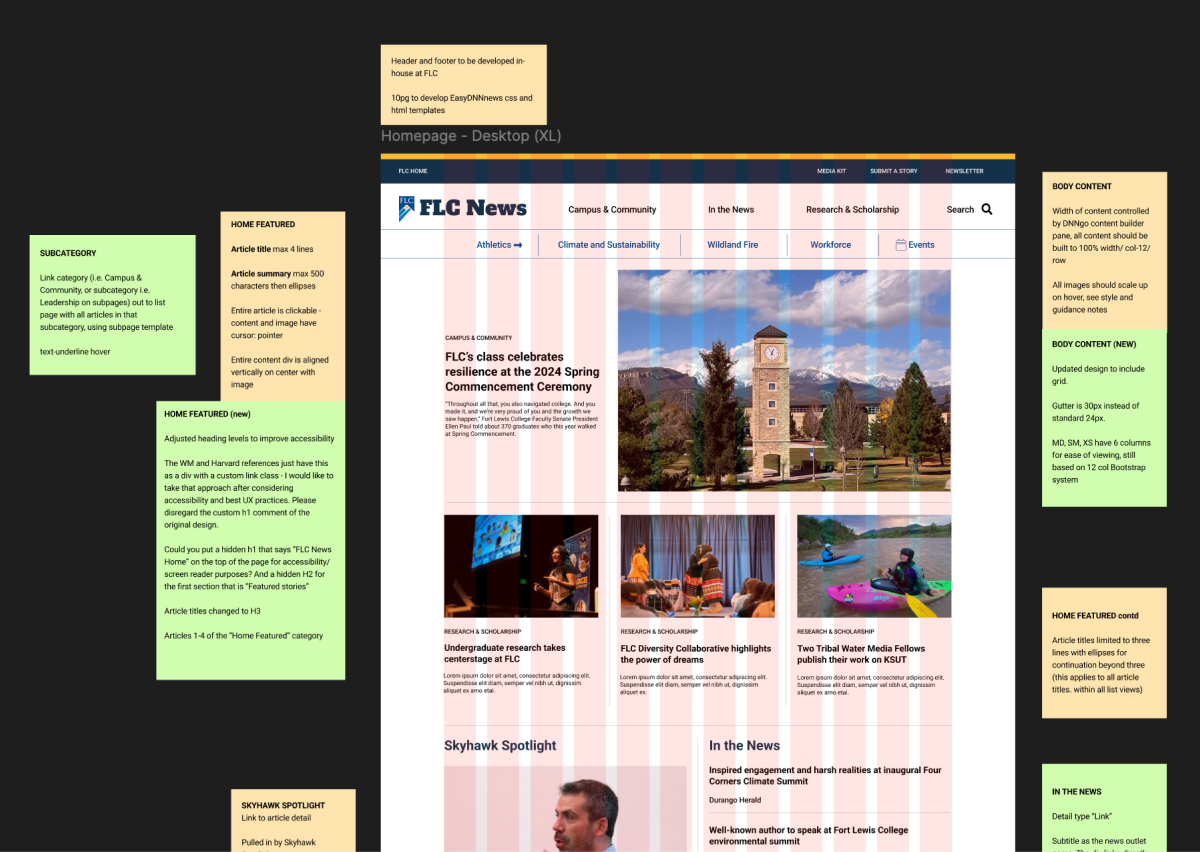 Header and footer to be developed in-
house at FLC
10pg to develop EasyDNNnews css and
html templates
Homepage - Desktop (XL)
FLC HOME
MEDIA KIT
SUBMIT A STORY
NEWSLETTER
FLC
FLC News
Campus & Community
In the News
Research & Scholarship
Search
Athletics
Climate and Sustainability
Wildland Fire
Workforce
Events
SUBCATEGORY
Link category (i.e. Campus &
Community, or subcategory i.e.
Leadership on subpages) out to list
page with all articles in that
subcategory, using subpage template
text-underline hover
HOME FEATURED
Article title max 4 lines
Article summary max 500
characters then ellipses
Entire article is clickable -
content and image have
cursor: pointer
Entire content div is aligned
vertically on center with
image
HOME FEATURED (new)
Adjusted heading levels to improve accessibility
The WM and Harvard references just have this
as a div with a custom link class - I would like to
take that approach after considering
accessibility and best UX practices. Please
disregard the custom h1 comment of the
original design.
Could you put a hidden h1 that says "FLC News
Home" on the top of the page for accessibility/
screen reader purposes? And a hidden H2 for
the first section that is "Featured stories"
Article titles changed to H3
Articles 1-4 of the "Home Featured" category
CAMPUS & COMMUNITY
FLC's class celebrates
resilience at the 2024 Spring
Commencement Ceremony
"Throughout all that, you also navigated college. And you
made it, and we're very proud of you and the growth we
saw happen," Fort Lewis College Faculty Senate President
Ellen Paul told about 370 graduates who this year walked
at Spring Commencement.
RESEARCH & SCHOLARSHIP
Undergraduate research takes
centerstage at FLC
Lorem ipsum dolor sit amet, consectetur adipiscing elit.
Suspendisse elit diam, semper vel nibh ut, dignissim
aliquet ex amo etai.
RESEARCH & SCHOLARSHIP
FLC Diversity Collaborative highlights
the power of dreams
Lorem ipsum dolor sit amet, consectetur adipiscing elit.
Suspendisse elit diam, semper vel nibh ut, dignissim
aliquet ex.
RESEARCH & SCHOLARSHIP
Two Tribal Water Media Fellows
publish their work on KSUT
Lorem ipsum dolor sit amet, consectetur adipiscing elit.
Suspendisse elit diam, semper vel nibh ut, dignissim
aliquet ex amo etai.
Skyhawk Spotlight
In the News
Inspired engagement and harsh realities at inaugural Four
Corners Climate Summit
Durango Herald
Well-known author to speak at Fort Lewis College
environmental summit
SKYHAWK SPOTLIGHT
Link to article detail
Pulled in by Skyhawk
BODY CONTENT
Width of content controlled
by DNNgo content builder
pane, all content should be
built to 100% width/ col-12/
row
All images should scale up
on hover, see style and
guidance notes
BODY CONTENT (NEW)
Updated design to include
grid.
Gutter is 30px instead of
standard 24px.
MD, SM, XS have 6 columns
for ease of viewing, still
based on 12 col Bootstrap
system
HOME FEATURED contd
Article titles limited to three
lines with ellipses for
continuation beyond three
(this applies to all article
titles. within all list views)
IN THE NEWS
Detail type "Link"
Subtitle as the news outlet